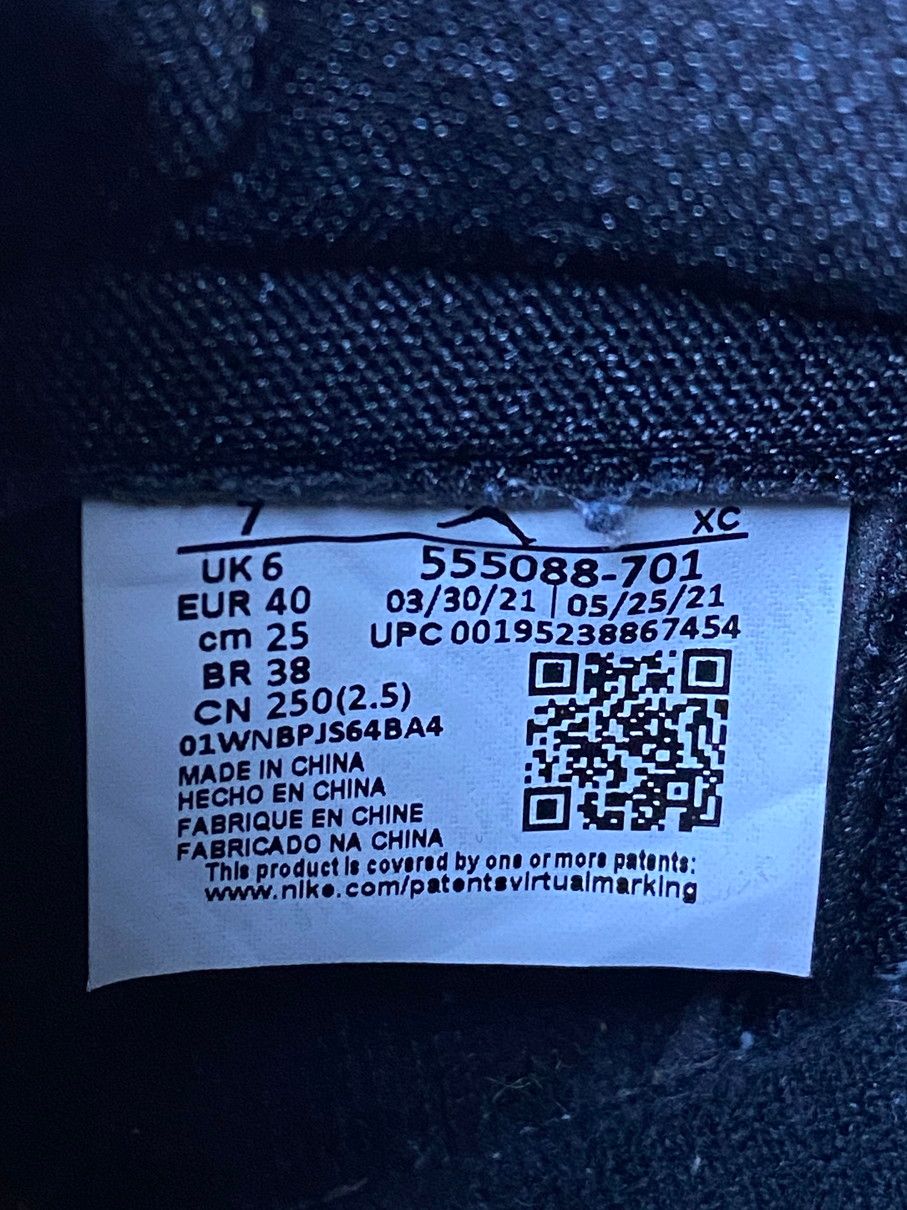 7 XC
UK 6 555088-701
EUR 40 03/30/21 | 05/25/21
cm 25 UPC 00195238867454
BR 38
CN 250(2.5)
01WNBPJS64BA4
MADE IN CHINA
HECHO EN CHINA
FABRIQUE EN CHINE
FABRICADO NA CHINA
This product is covered by one or more patents:
www.nike.com/patentsvirtualmarking